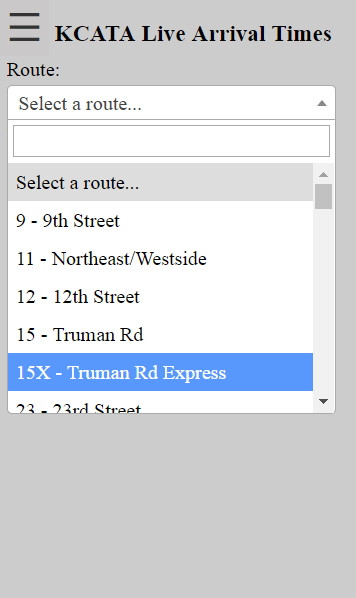 KCATA Live Arrival Times
Route:
Select a route...
Select a route...
9 - 9th Street
11 - Northeast/Westside
12 - 12th Street
15 - Truman Rd
15X - Truman Rd Express
23 - 23rd Street